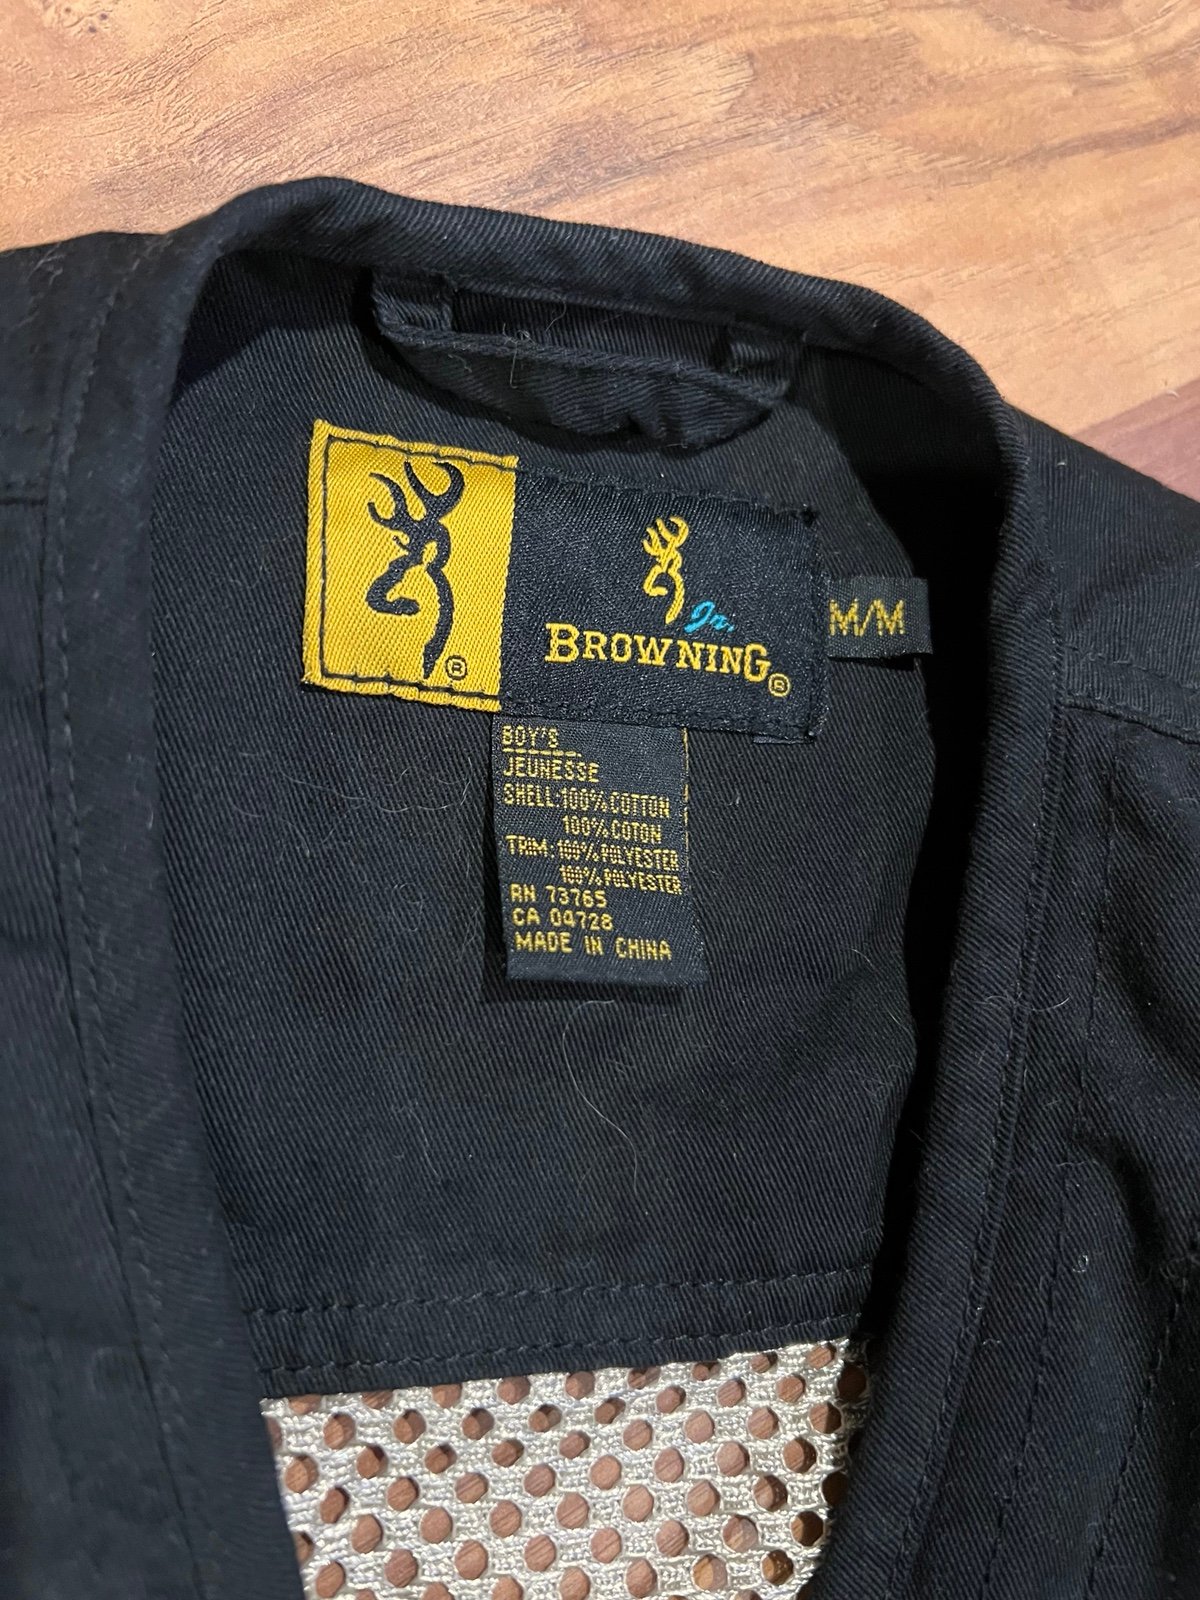 Jr.
BROWNING®
®
M/M
BOY'S
JEUNESSE
SHELL: 100% COTTON
100% COTON
TRIM: 100% POLYESTER
100% POLYESTER
RN 73765
CA 04728
MADE IN CHINA